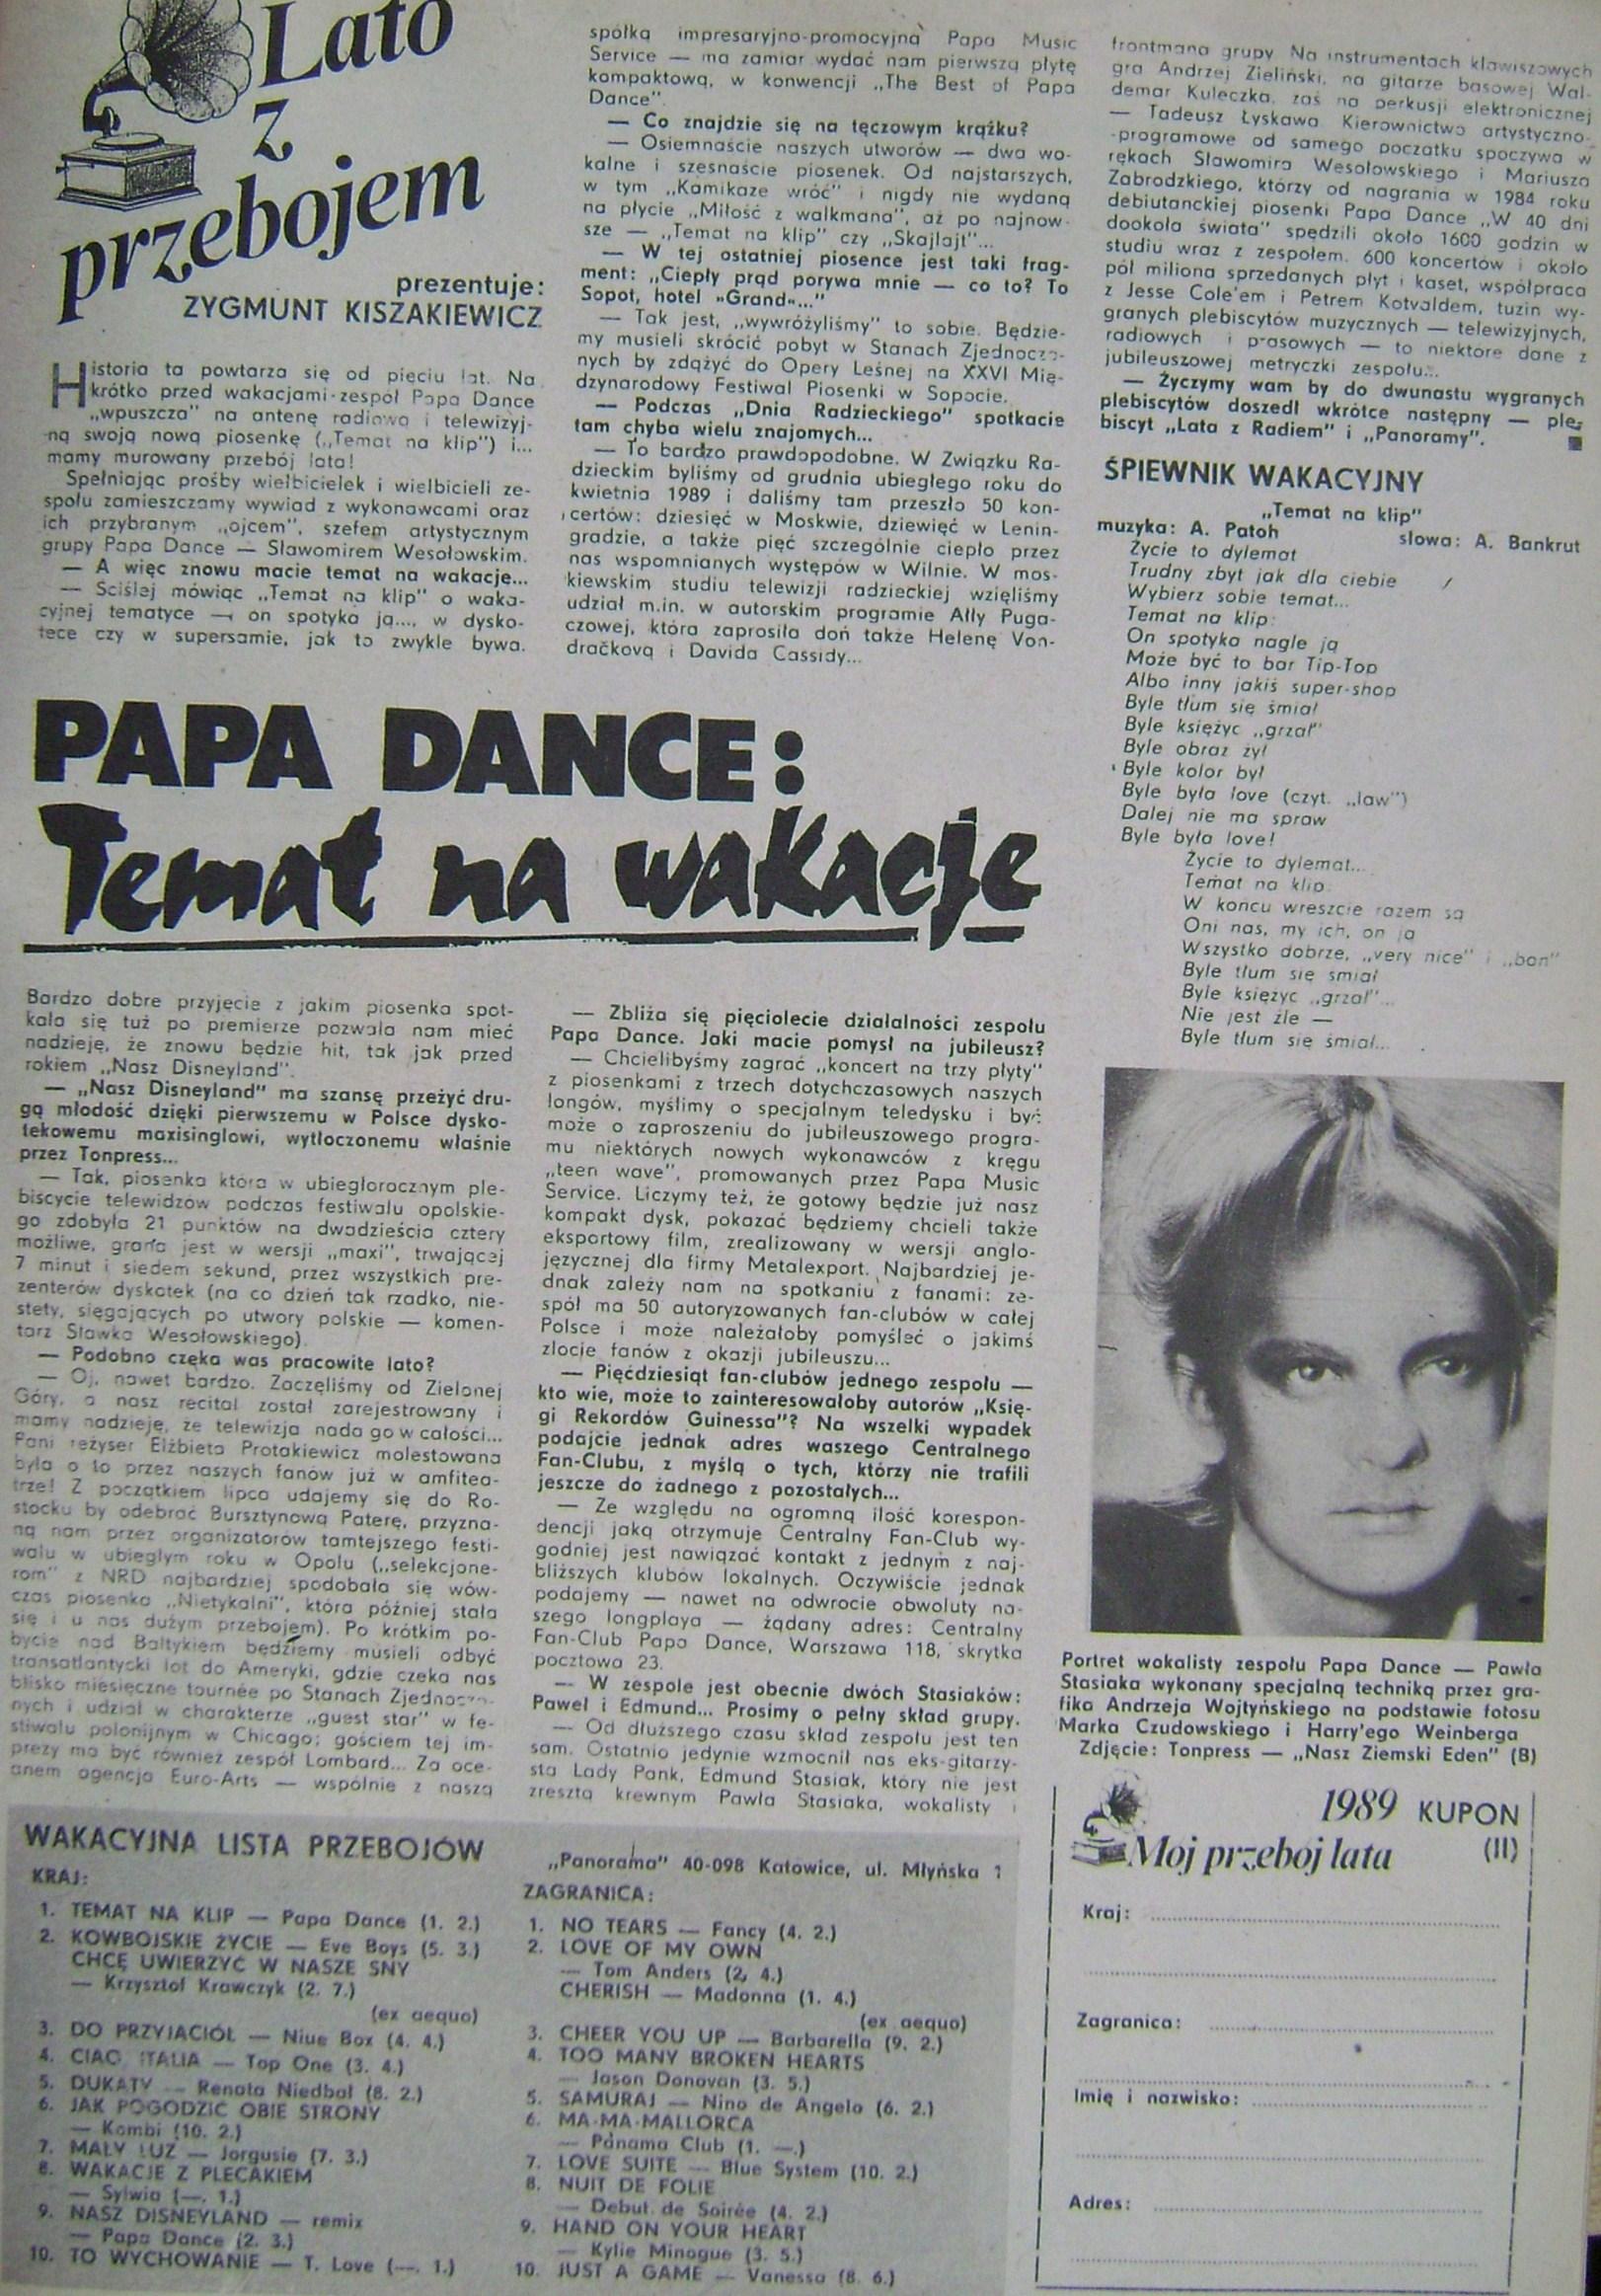 Lato
z
przebojem
prezentuje:
ZYGMUNT KISZAKIEWICZ
Historia ta powtarza się od pięciu lat. Na
krótko przed wakacjami zespół Papa Dance
„wpuszcza" na antenę radiową i telewizyj-
ną swoją nową piosenkę („Temat na klip") i...
mamy murowany przebój lata!
Spełniając prośby wielbicielek i wielbicieli ze-
społu zamieszczamy wywiad z wykonawcami oraz
ich przybranym „ojcem", szefem artystycznym
grupy Papa Dance — Sławomirem Wesołowskim.
— A więc znowu macie temat na wakacje...
— Ściślej mówiąc „Temat na klip" o waka-
cyjnej tematyce — on spotyka ją..., w dysko-
tece czy w supersamie, jak to zwykle bywa.
PAPA DANCE:
Temat na wakacje
Bardzo dobre przyjęcie z jakim piosenka spot-
kała się tuż po premierze pozwala nam mieć
nadzieję, że znowu będzie hit, tak jak przed
rokiem „Nasz Disneyland".
— „Nasz Disneyland" ma szansę przeżyć dru-
gą młodość dzięki pierwszemu w Polsce dysko-
tekowemu maxisinglowi, wytłoczonemu właśnie
przez Tonpress...
— Tak, piosenka która w ubiegłorocznym ple-
biscycie telewidzów podczas festiwalu opolskie-
go zdobyła 21 punktów na dwadzieścia cztery
możliwe, grana jest w wersji „maxi", trwającej
7 minut i siedem sekund, przez wszystkich pre-
zenterów dyskotek (na co dzień tak rzadko, nie-
stety, sięgających po utwory polskie — komen-
tarz Sławka Wesołowskiego).
— Podobno czeka was pracowite lato?
— Oj, nawet bardzo. Zaczęliśmy od Zielonej
Góry, a nasz recital został zarejestrowany i
mamy nadzieję, że telewizja nada go w całości...
Pani reżyser Elżbieta Protakiewicz molestowana
była o to przez naszych fanów już w amfitea-
trze! Z początkiem lipca udajemy się do Ro-
stocku by odebrać Bursztynową Paterę, przyzna-
ną nam przez organizatorów tamtejszego festi-
walu w ubiegłym roku w Opolu („selekcjone-
rom" z NRD najbardziej spodobała się wów-
czas piosenka „Nietykalni", która później stała
się i u nas dużym przebojem). Po krótkim po-
bycie nad Bałtykiem będziemy musieli odbyć
transatlantycki lot do Ameryki, gdzie czeka nas
blisko miesięczne tournée po Stanach Zjednoczo-
nych i udział w charakterze „guest star" w fe-
stiwalu polonijnym w Chicago; gościem tej im-
prezy ma być również zespół Lombard... Za oce-
anem agencja Euro-Arts — wspólnie z naszą
spółką impresaryjno-promocyjną Papa Music
Service — ma zamiar wydać nam pierwszą płytę
kompaktową, w konwencji „The Best of Papa
Dance".
— Co znajdzie się na tęczowym krążku?
— Osiemnaście naszych utworów — dwa wo-
kalne i szesnaście piosenek. Od najstarszych,
w tym „Kamikaze wróć" i nigdy nie wydaną
na płycie „Miłość z walkmana", aż po najnow-
sze — „Temat na klip" czy „Skajlajt"...
— W tej ostatniej piosence jest taki frag-
ment: „Ciepły prąd porywa mnie — co to? To
Sopot, hotel »Grand«..."
— Tak jest, „wywróżyliśmy" to sobie. Będzie-
my musieli skrócić pobyt w Stanach Zjednoczo-
nych by zdążyć do Opery Leśnej na XXVI Mię-
dzynarodowy Festiwal Piosenki w Sopocie.
— Podczas „Dnia Radzieckiego" spotkacie
tam chyba wielu znajomych...
— To bardzo prawdopodobne. W Związku Ra-
dzieckim byliśmy od grudnia ubiegłego roku do
kwietnia 1989 i daliśmy tam przeszło 50 kon-
certów: dziesięć w Moskwie, dziewięć w Lenin-
gradzie, a także pięć szczególnie ciepło przez
nas wspomnianych występów w Wilnie. W mos-
kiewskim studiu telewizji radzieckiej wzięliśmy
udział m.in. w autorskim programie Ałły Puga-
czowej, która zaprosiła doń także Helenę Von-
dračkovą i Davida Cassidy...
— Zbliża się pięciolecie działalności zespołu
Papa Dance. Jaki macie pomysł na jubileusz?
— Chcielibyśmy zagrać „koncert na trzy płyty"
z piosenkami z trzech dotychczasowych naszych
longów, myślimy o specjalnym teledysku i być
może o zaproszeniu do jubileuszowego progra-
mu niektórych nowych wykonawców z kręgu
„teen wave", promowanych przez Papa Music
Service. Liczymy też, że gotowy będzie już nasz
kompakt dysk, pokazać będziemy chcieli także
eksportowy film, zrealizowany w wersji anglo-
języcznej dla firmy Metalexport. Najbardziej je-
dnak zależy nam na spotkaniu z fanami: ze-
spół ma 50 autoryzowanych fan-clubów w całej
Polsce i może należałoby pomyśleć o jakimś
zlocie fanów z okazji jubileuszu...
— Pięćdziesiąt fan-clubów jednego zespołu —
kto wie, może to zainteresowałoby autorów „Księ-
gi Rekordów Guinessa"? Na wszelki wypadek
podajcie jednak adres waszego Centralnego
Fan-Clubu, z myślą o tych, którzy nie trafili
jeszcze do żadnego z pozostałych...
— Ze względu na ogromną ilość korespon-
dencji jaką otrzymuje Centralny Fan-Club wy-
godniej jest nawiązać kontakt z jednym z naj-
bliższych klubów lokalnych. Oczywiście jednak
podajemy — nawet na odwrocie obwoluty na-
szego longplaya — żądany adres: Centralny
Fan-Club Papa Dance, Warszawa 118, skrytka
pocztowa 23.
— W zespole jest obecnie dwóch Stasiaków:
Paweł i Edmund... Prosimy o pełny skład grupy.
— Od dłuższego czasu skład zespołu jest ten
sam. Ostatnio jedynie wzmocnił nas eks-gitarzy-
sta Lady Pank, Edmund Stasiak, który nie jest
zresztą krewnym Pawła Stasiaka, wokalisty i
frontmana grupy. Na instrumentach klawiszowych
gra Andrzej Zieliński, na gitarze basowej Wal-
demar Kuleczka, zaś na perkusji elektronicznej
— Tadeusz Łyskawa. Kierownictwo artystyczno-
-programowe od samego początku spoczywa w
rękach Sławomira Wesołowskiego i Mariusza
Zabrodzkiego, którzy od nagrania w 1984 roku
debiutanckiej piosenki Papa Dance „W 40 dni
dookoła świata" spędzili około 1600 godzin w
studiu wraz z zespołem. 600 koncertów i około
pół miliona sprzedanych płyt i kaset, współpraca
z Jesse Cole'em i Petrem Kotvaldem, tuzin wy-
granych plebiscytów muzycznych — telewizyjnych,
radiowych i prasowych — to niektóre dane z
jubileuszowej metryczki zespołu...
— Życzymy wam by do dwunastu wygranych
plebiscytów doszedł wkrótce następny — ple-
biscyt „Lata z Radiem" i „Panoramy".
ŚPIEWNIK WAKACYJNY
„Temat na klip"
muzyka: A. Patoh słowa: A. Bankrut
Życie to dylemat
Trudny zbyt jak dla ciebie
Wybierz sobie temat...
Temat na klip:
On spotyka nagle ją
Może być to bar Tip-Top
Albo inny jakiś super-shop
Byle tłum się śmiał
Byle księżyc „grzał"
Byle obraz żył
Byle kolor był
Byle była love (czyt. „law")
Dalej nie ma spraw
Byle była love!
Życie to dylemat...
Temat na klip:
W końcu wreszcie razem są
Oni nas, my ich, on ją
Wszystko dobrze, „very nice" i „bon"
Byle tłum się śmiał
Byle księżyc „grzał"...
Nie jest źle —
Byle tłum się śmiał...
Portret wokalisty zespołu Papa Dance — Pawła
Stasiaka wykonany specjalną techniką przez gra-
fika Andrzeja Wojtyńskiego na podstawie fotosu
Marka Czudowskiego i Harry'ego Weinberga
Zdjęcie: Tonpress — „Nasz Ziemski Eden" (B)
WAKACYJNA LISTA PRZEBOJÓW
„Panorama" 40-098 Katowice, ul. Młyńska 1
KRAJ:
1. TEMAT NA KLIP — Papa Dance (1. 2.)
2. KOWBOJSKIE ŻYCIE — Eve Boys (5. 3.)
CHCĘ UWIERZYĆ W NASZE SNY
— Krzysztof Krawczyk (2. 7.)
(ex aequo)
3. DO PRZYJACIÓŁ — Niue Box (4. 4.)
4. CIAO ITALIA — Top One (3. 4.)
5. DUKATY — Renata Niedbał (8. 2.)
6. JAK POGODZIĆ OBIE STRONY
— Kombi (10. 2.)
7. MAŁY LUZ — Jorgusie (7. 3.)
8. WAKACJE Z PLECAKIEM
— Sylwia (—. 1.)
9. NASZ DISNEYLAND — remix
— Papa Dance (2. 3.)
10. TO WYCHOWANIE — T. Love (—. 1.)
ZAGRANICA:
1. NO TEARS — Fancy (4. 2.)
2. LOVE OF MY OWN
— Tom Anders (2. 4.)
CHERISH — Madonna (1. 4.)
(ex aequo)
3. CHEER YOU UP — Barbarella (9. 2.)
4. TOO MANY BROKEN HEARTS
— Jason Donovan (3. 5.)
5. SAMURAJ — Nino de Angelo (6. 2.)
6. MA-MA-MALLORCA
— Panama Club (1. —.)
7. LOVE SUITE — Blue System (10. 2.)
8. NUIT DE FOLIE
— Debut de Soirée (4. 2.)
9. HAND ON YOUR HEART
— Kylie Minogue (3. 5.)
10. JUST A GAME — Vanessa (8. 6.)
1989 KUPON
Moj przeboj lata (II)
Kraj:
Zagranica:
Imię i nazwisko:
Adres: